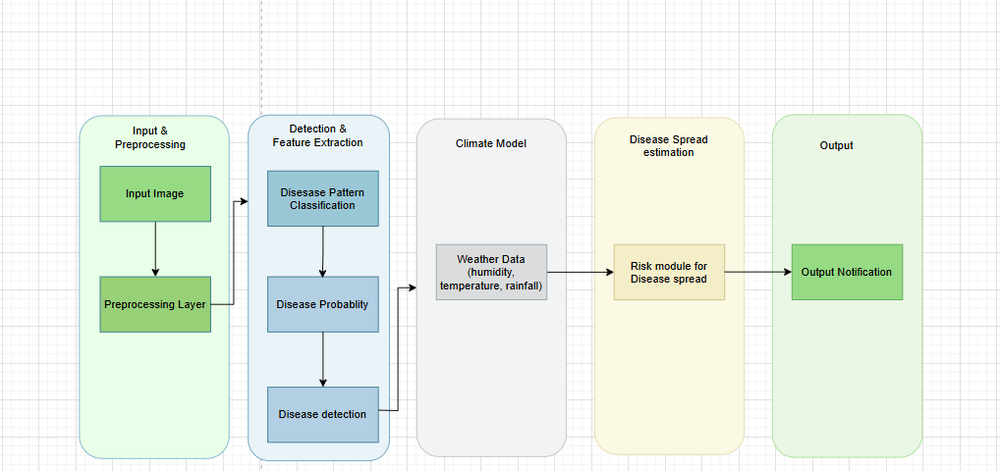 Input &
Preprocessing
Input Image
Preprocessing Layer
Detection &
Feature Extraction
Disesase Pattern
Classification
Disease Probablity
Disease detection
Climate Model
Weather Data
(humidity,
temperature, rainfall)
Disease Spread
estimation
Risk module for
Disease spread
Output
Output Notification